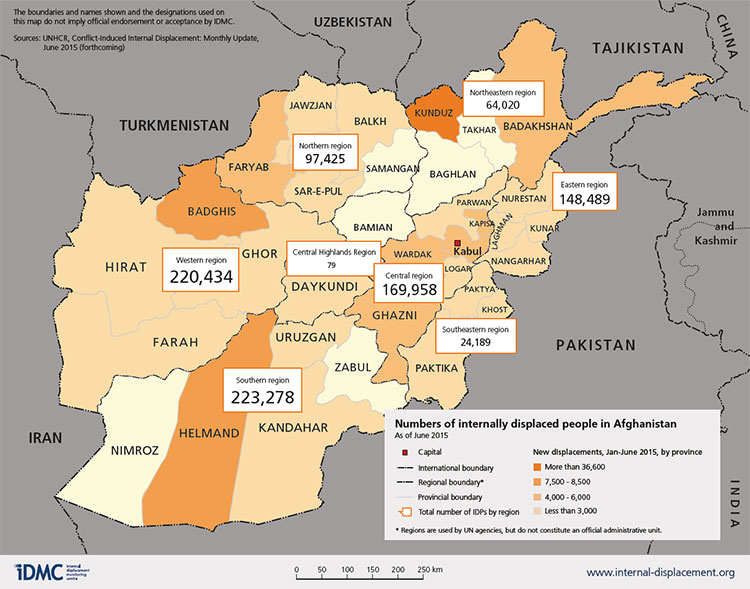 The boundaries and names shown and the designations used on
this map do not imply official endorsement or acceptance by IDMC.
Sources: UNHCR, Conflict-Induced Internal Displacement: Monthly Update,
June 2015 (forthcoming)
UZBEKISTAN
TAJIKISTAN
CHINA
TURKMENISTAN
JAWZJAN
BALKH
KUNDUZ
Northeastern region
64,020
TAKHAR
BADAKHSHAN
Northern region
97,425
FARYAB
SAR-E-PUL
SAMANGAN
BAGHLAN
Eastern region
148,489
BADGHIS
BAMIAN
PARWAN
NURESTAN
KAPISA
LAGHMAN
KUNAR
Jammu
and
Kashmir
HIRAT
Western region
220,434
GHOR
Central Highlands Region
79
WARDAK
Kabul
LOGAR
NANGARHAR
DAYKUNDI
Central region
169,958
PAKTYA
GHAZNI
KHOST
Southeastern region
24,189
FARAH
URUZGAN
ZABUL
PAKTIKA
PAKISTAN
Southern region
223,278
IRAN
NIMROZ
HELMAND
KANDAHAR
INDIA
Numbers of internally displaced people in Afghanistan
As of June 2015
Capital
International boundary
Regional boundary*
Provincial boundary
Total number of IDPs by region
New displacements, Jan-June 2015, by province
More than 36,600
7,500 - 8,500
4,000 - 6,000
Less than 3,000
* Regions are used by UN agencies, but do not constitute an official administrative unit.
iDMC
internal
displacement
monitoring
centre
0 50 100 150 200 250 km
www.internal-displacement.org